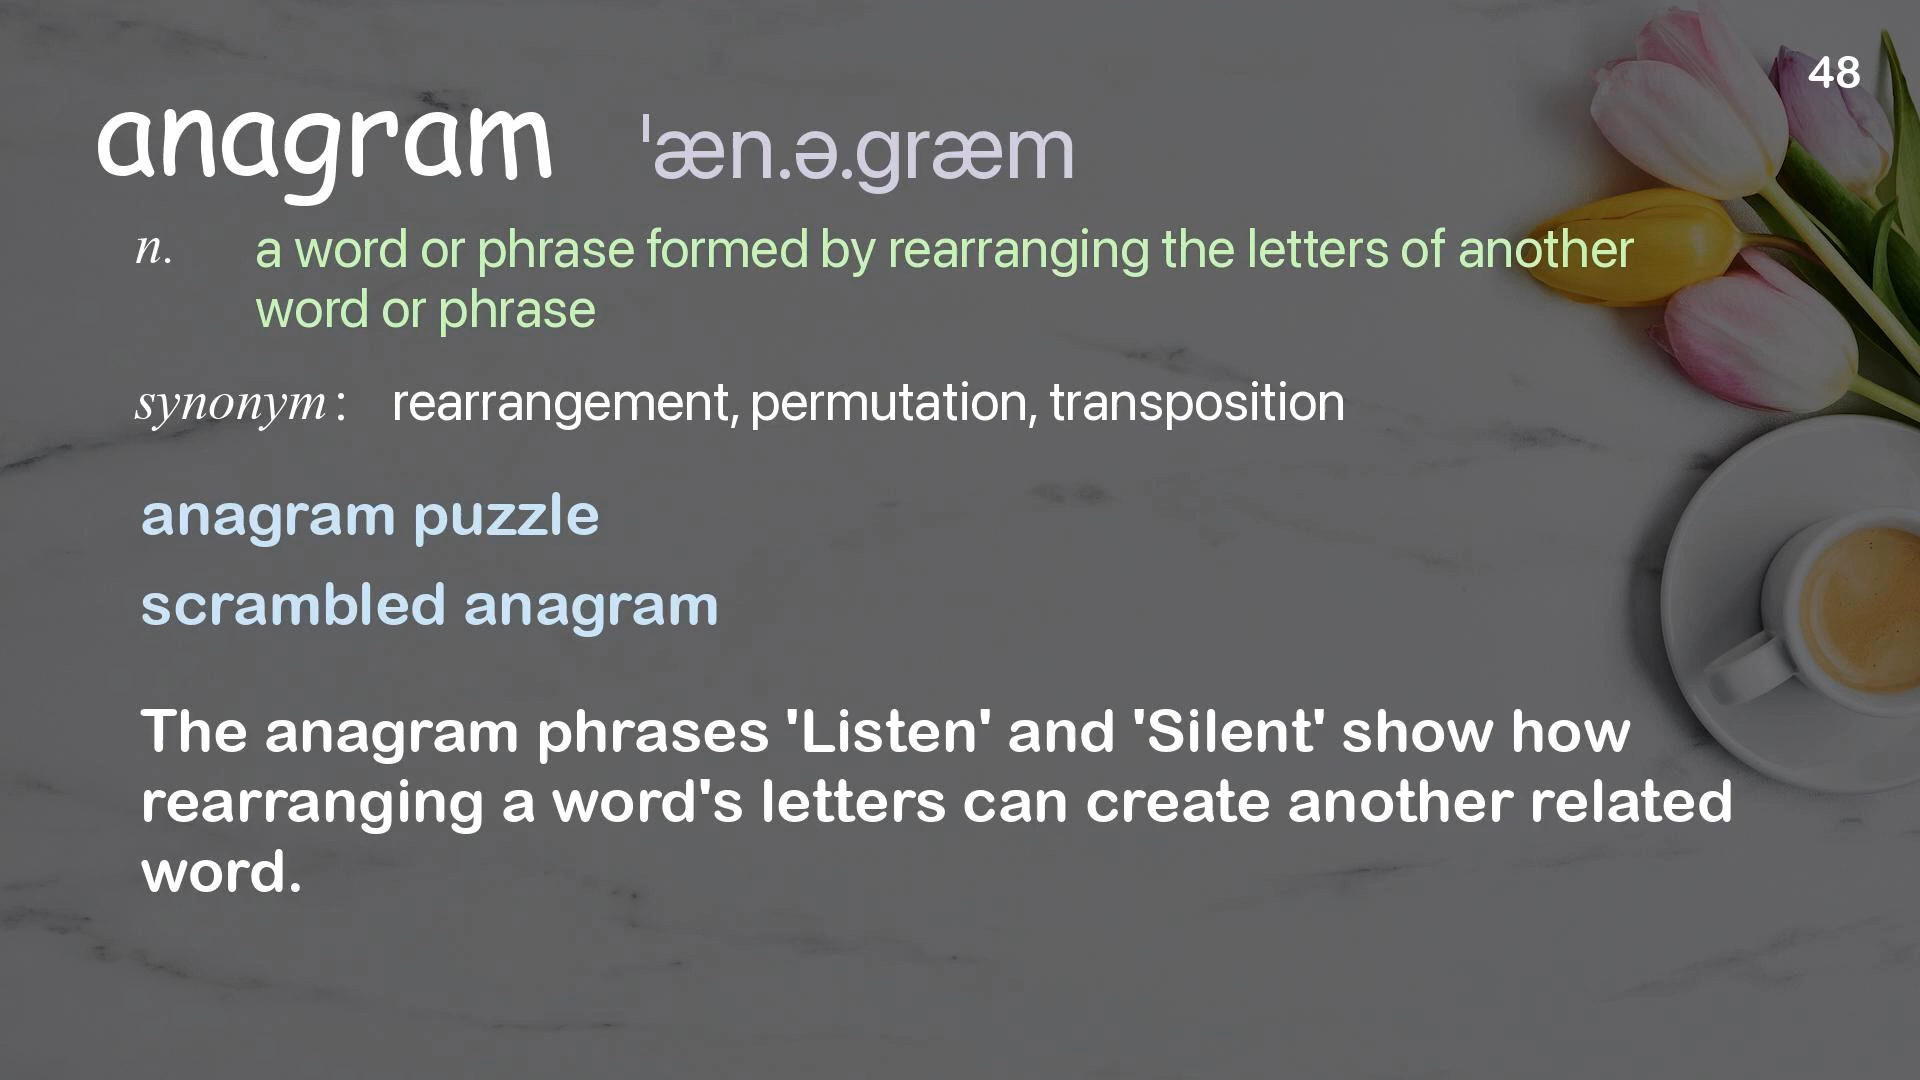 48
anagram ˈæn.ə.græm
n. a word or phrase formed by rearranging the letters of another
word or phrase
synonym : rearrangement, permutation, transposition
anagram puzzle
scrambled anagram
The anagram phrases 'Listen' and 'Silent' show how
rearranging a word's letters can create another related
word.